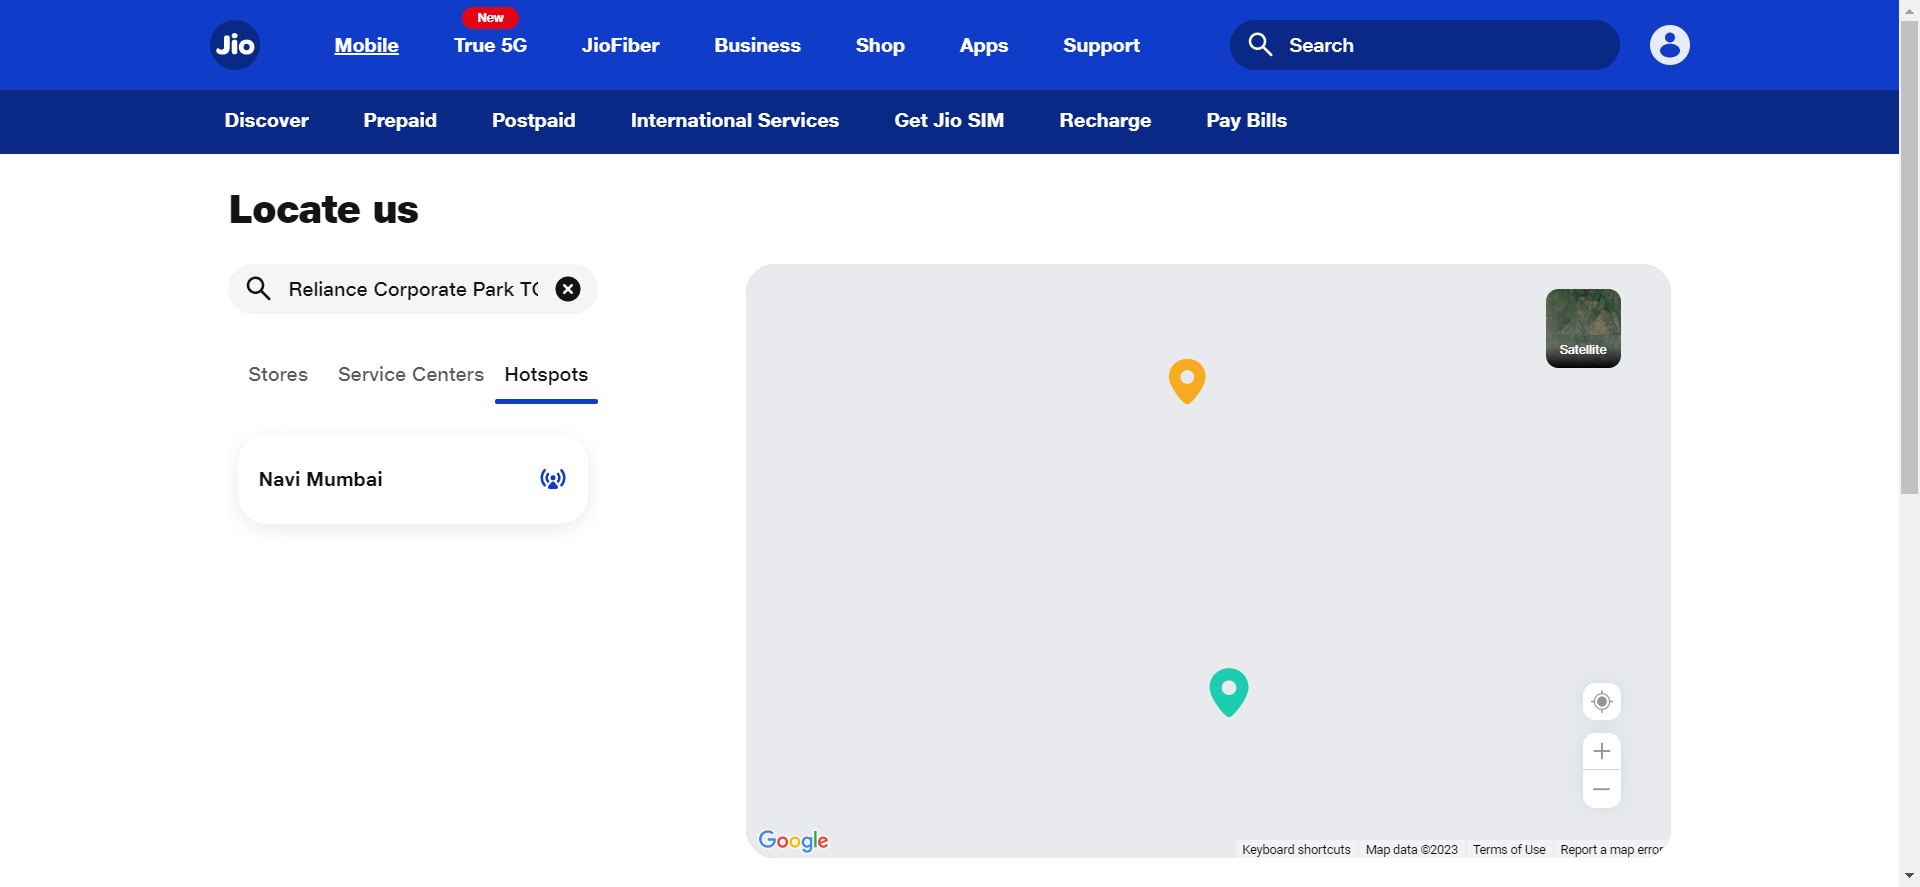 New
Jio Mobile True 5G JioFiber Business Shop Apps Support Search
Discover Prepaid Postpaid International Services Get Jio SIM Recharge Pay Bills
Locate us
Reliance Corporate Park TC
Stores Service Centers Hotspots
Navi Mumbai
Satellite
Google
Keyboard shortcuts Map data ©2023 Terms of Use Report a map error